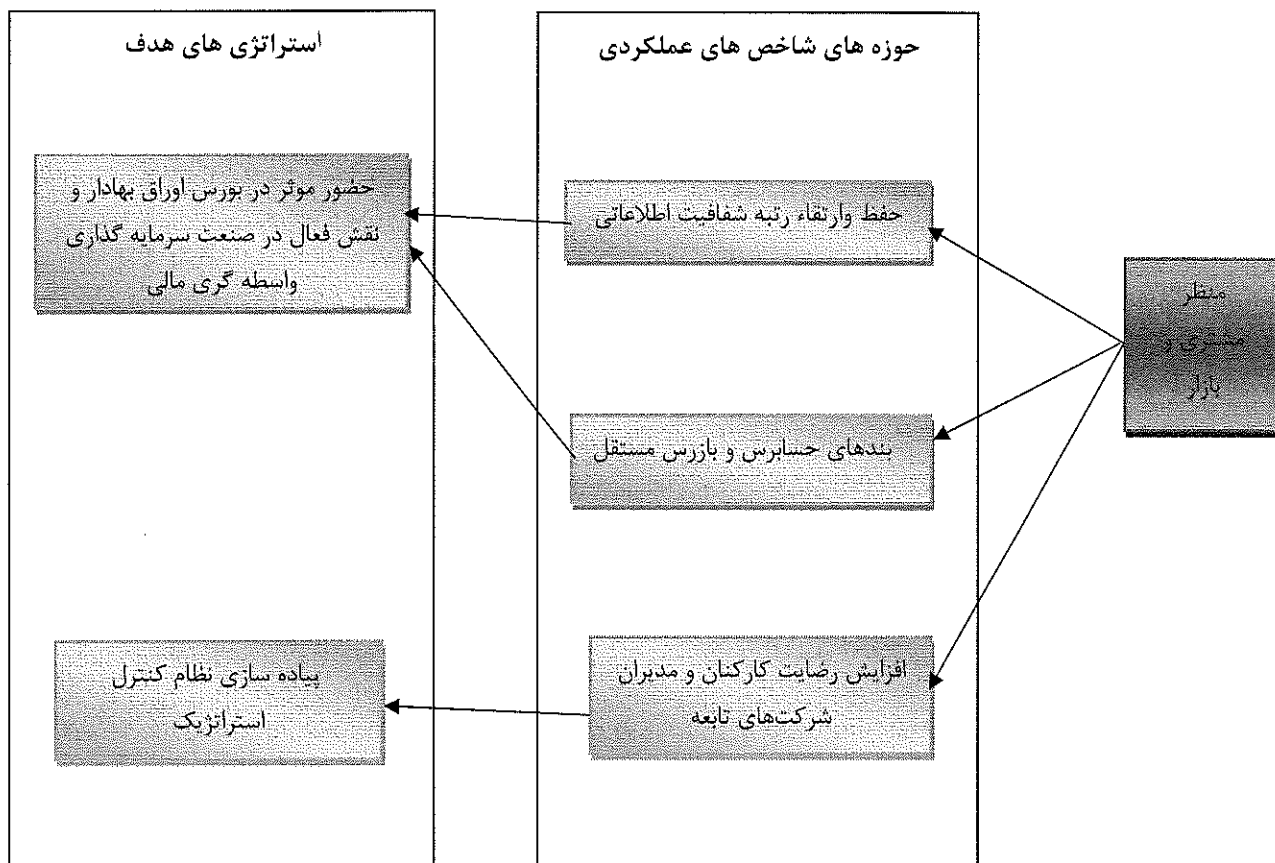 حوزه های شاخص های عملکردی
استراتژی های هدف
منظر
مشتری و
بازار
حفظ وارتقاء رتبه شفافیت اطلاعاتی
بندهای حسابرس و بازرس مستقل
افزایش رضایت کارکنان و مدیران
شرکت‌های تابعه
حضور موثر در بورس اوراق بهادار و
نقش فعال در صنعت سرمایه گذاری
واسطه گری مالی
پیاده سازی نظام کنترل
استراتژیک